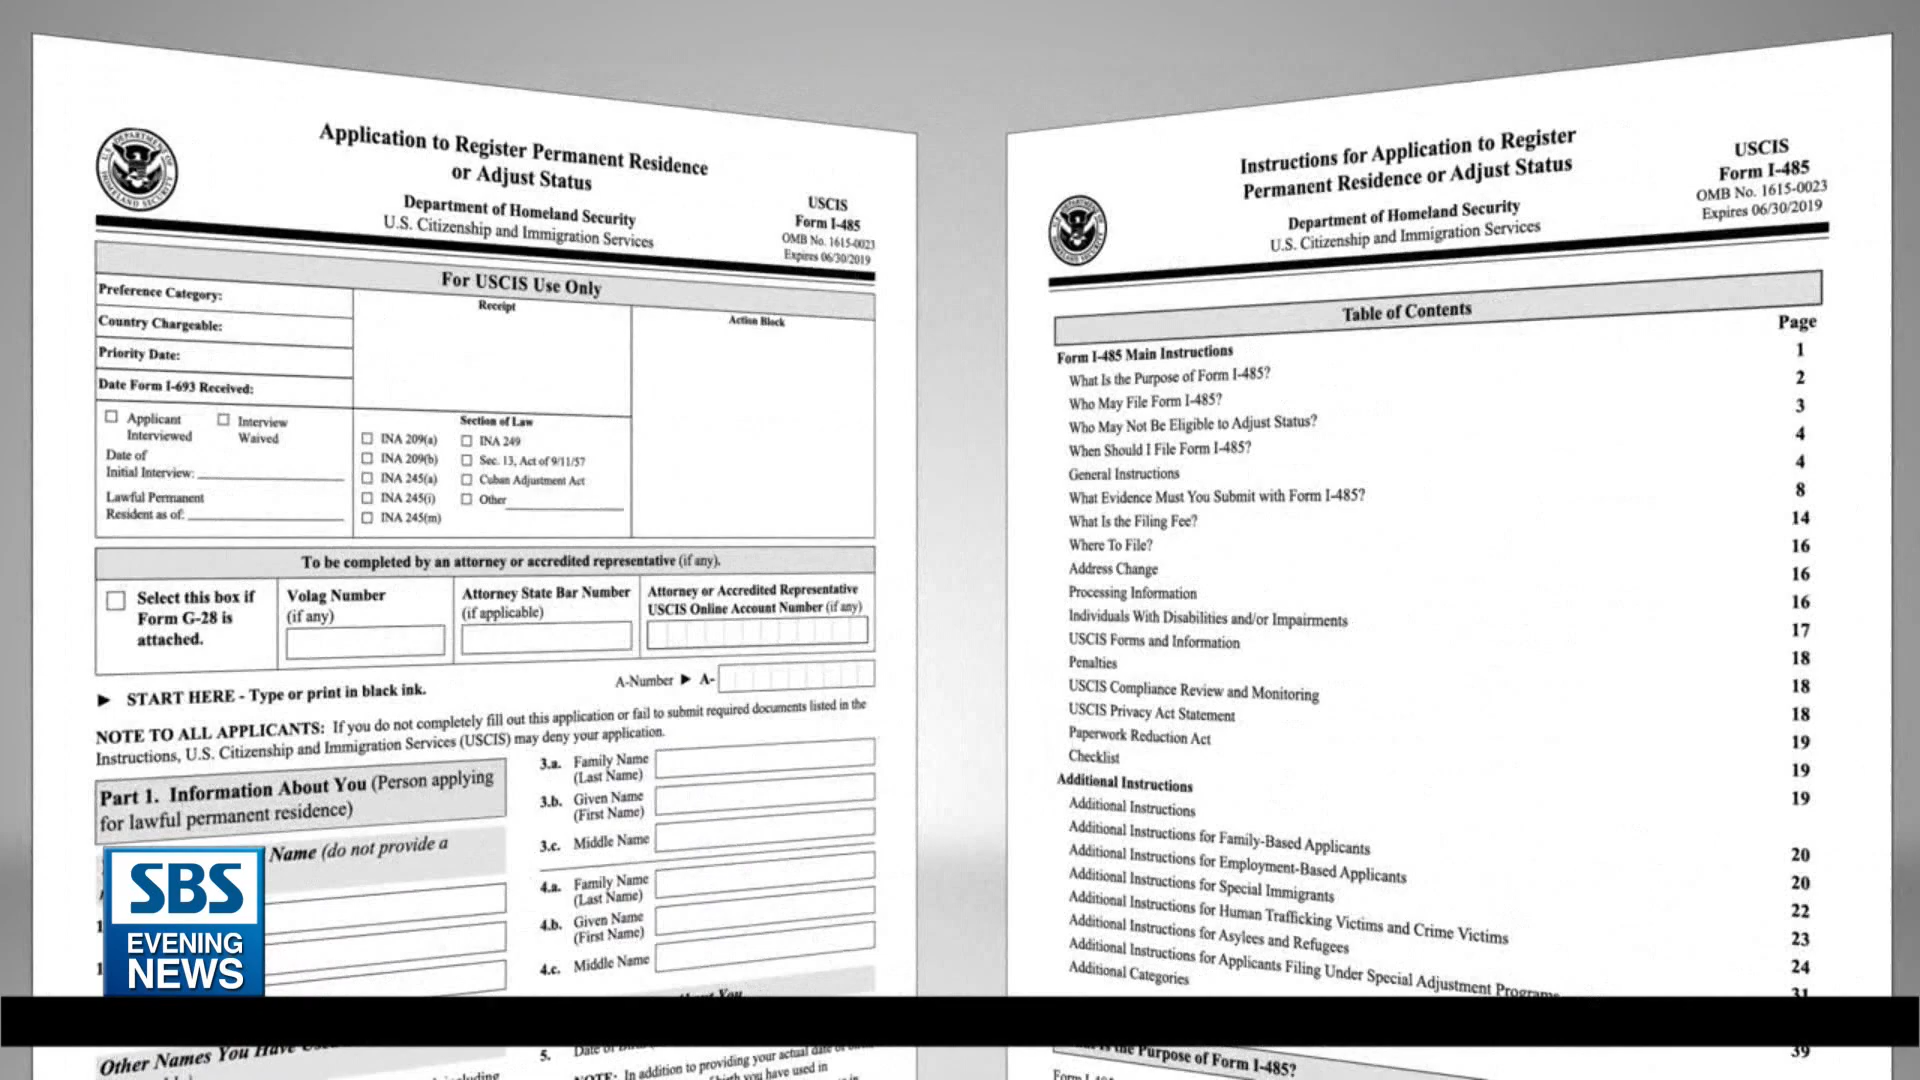 Application to Register Permanent Residence
or Adjust Status
Department of Homeland Security
U.S. Citizenship and Immigration Services
USCIS
Form I-485
OMB No. 1615-0023
Expires 06/30/2019
For USCIS Use Only
Preference Category:
Country Chargeable:
Priority Date:
Date Form I-693 Received:
Applicant
Interviewed
Interview
Waived
Date of
Initial Interview:
Lawful Permanent
Resident as of:
Receipt
Action Block
Section of Law
INA 209(a)
INA 209(b)
INA 245(a)
INA 245(i)
INA 245(m)
INA 249
Sec. 13, Act of 9/11/57
Cuban Adjustment Act
Other
To be completed by an attorney or accredited representative (if any).
Select this box if
Form G-28 is
attached.
Volag Number
(if any)
Attorney State Bar Number
(if applicable)
Attorney or Accredited Representative
USCIS Online Account Number (if any)
A-Number ► A-
► START HERE - Type or print in black ink.
NOTE TO ALL APPLICANTS: If you do not completely fill out this application or fail to submit required documents listed in the
Instructions, U.S. Citizenship and Immigration Services (USCIS) may deny your application.
Part 1. Information About You (Person applying
for lawful permanent residence)
Name (do not provide a
3.a. Family Name
(Last Name)
3.b. Given Name
(First Name)
3.c. Middle Name
4.a. Family Name
(Last Name)
4.b. Given Name
(First Name)
4.c. Middle Name
SBS
EVENING
NEWS
You
Other Names You Have
5. Date of
NOTE: In addition to providing your actual date
you have used in
Instructions for Application to Register
Permanent Residence or Adjust Status
Department of Homeland Security
U.S. Citizenship and Immigration Services
USCIS
Form I-485
OMB No. 1615-0023
Expires 06/30/2019
Table of Contents
Page
Form I-485 Main Instructions 1
What Is the Purpose of Form I-485? 2
Who May File Form I-485? 3
Who May Not Be Eligible to Adjust Status? 4
When Should I File Form I-485? 4
General Instructions 8
What Evidence Must You Submit with Form I-485? 14
What Is the Filing Fee? 16
Where To File? 16
Address Change 16
Processing Information 17
Individuals With Disabilities and/or Impairments 18
USCIS Forms and Information 18
Penalties 18
USCIS Compliance Review and Monitoring 19
USCIS Privacy Act Statement 19
Paperwork Reduction Act 19
Checklist
Additional Instructions
Additional Instructions 20
Additional Instructions for Family-Based Applicants 20
Additional Instructions for Employment-Based Applicants 22
Additional Instructions for Special Immigrants 23
Additional Instructions for Human Trafficking Victims and Crime Victims 24
Additional Instructions for Asylees and Refugees 31
Additional Instructions for Applicants Filing Under Special Adjustment Programs
Additional Categories 39
the Purpose of Form I-485?